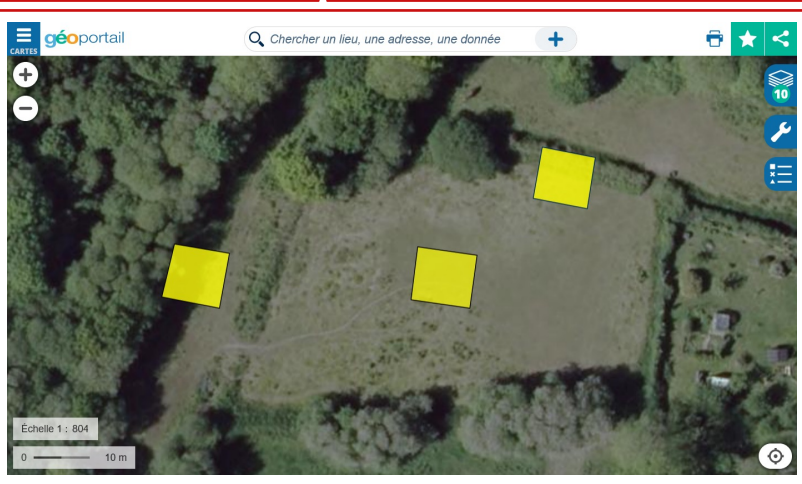 CARTES
géoportail
Chercher un lieu, une adresse, une donnée
10
Échelle 1 : 804
0 10 m